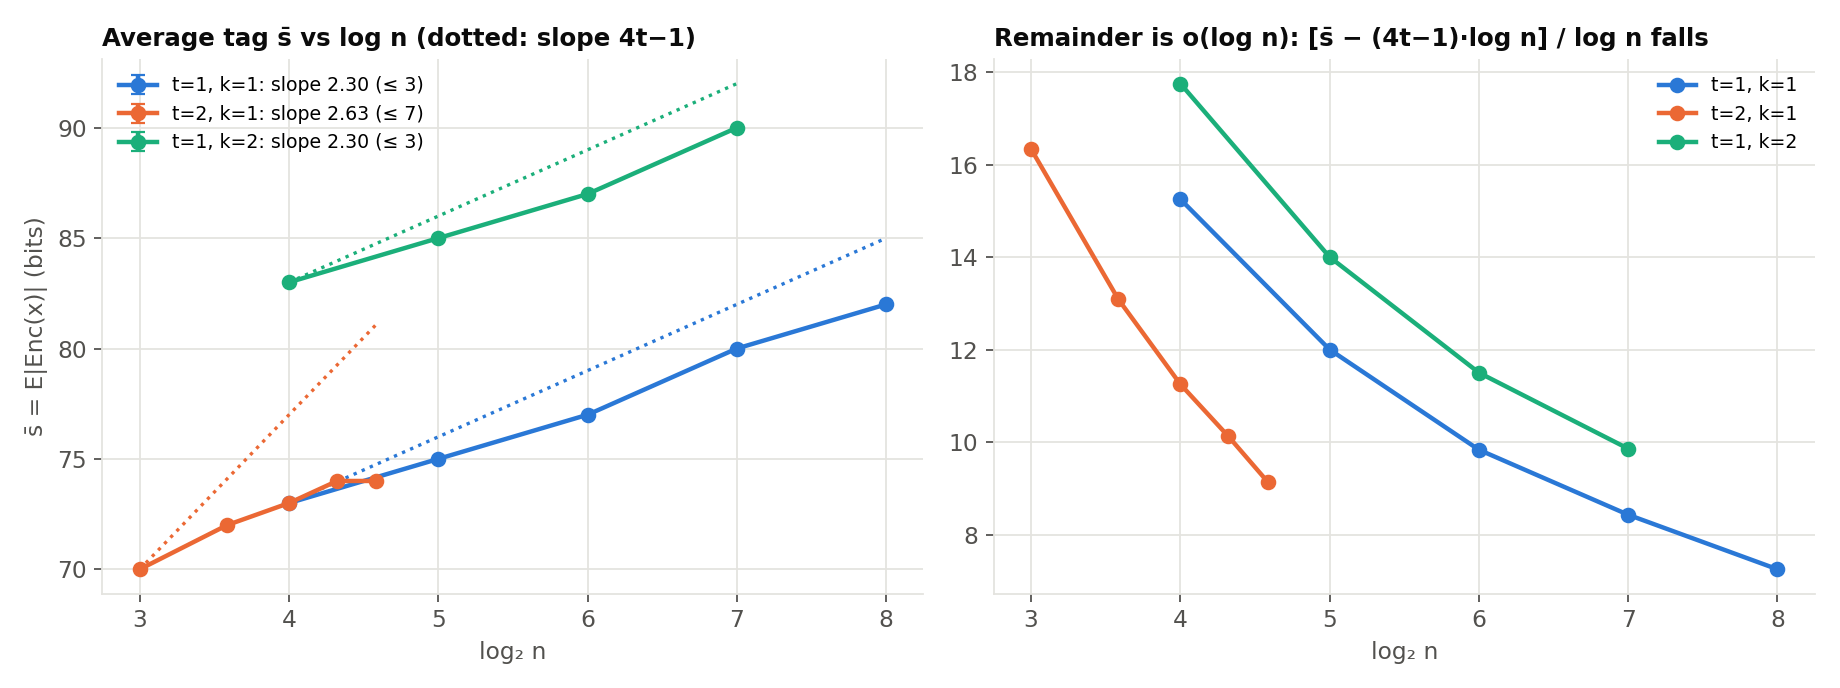 Average tag s̄ vs log n (dotted: slope 4t−1)
t=1, k=1: slope 2.30 (≤ 3)
t=2, k=1: slope 2.63 (≤ 7)
t=1, k=2: slope 2.30 (≤ 3)
s̄ = E|Enc(x)| (bits)
90
85
80
75
70
3 4 5 6 7 8
log₂ n
Remainder is o(log n): [s̄ − (4t−1)·log n] / log n falls
t=1, k=1
t=2, k=1
t=1, k=2
18
16
14
12
10
8
3 4 5 6 7 8
log₂ n